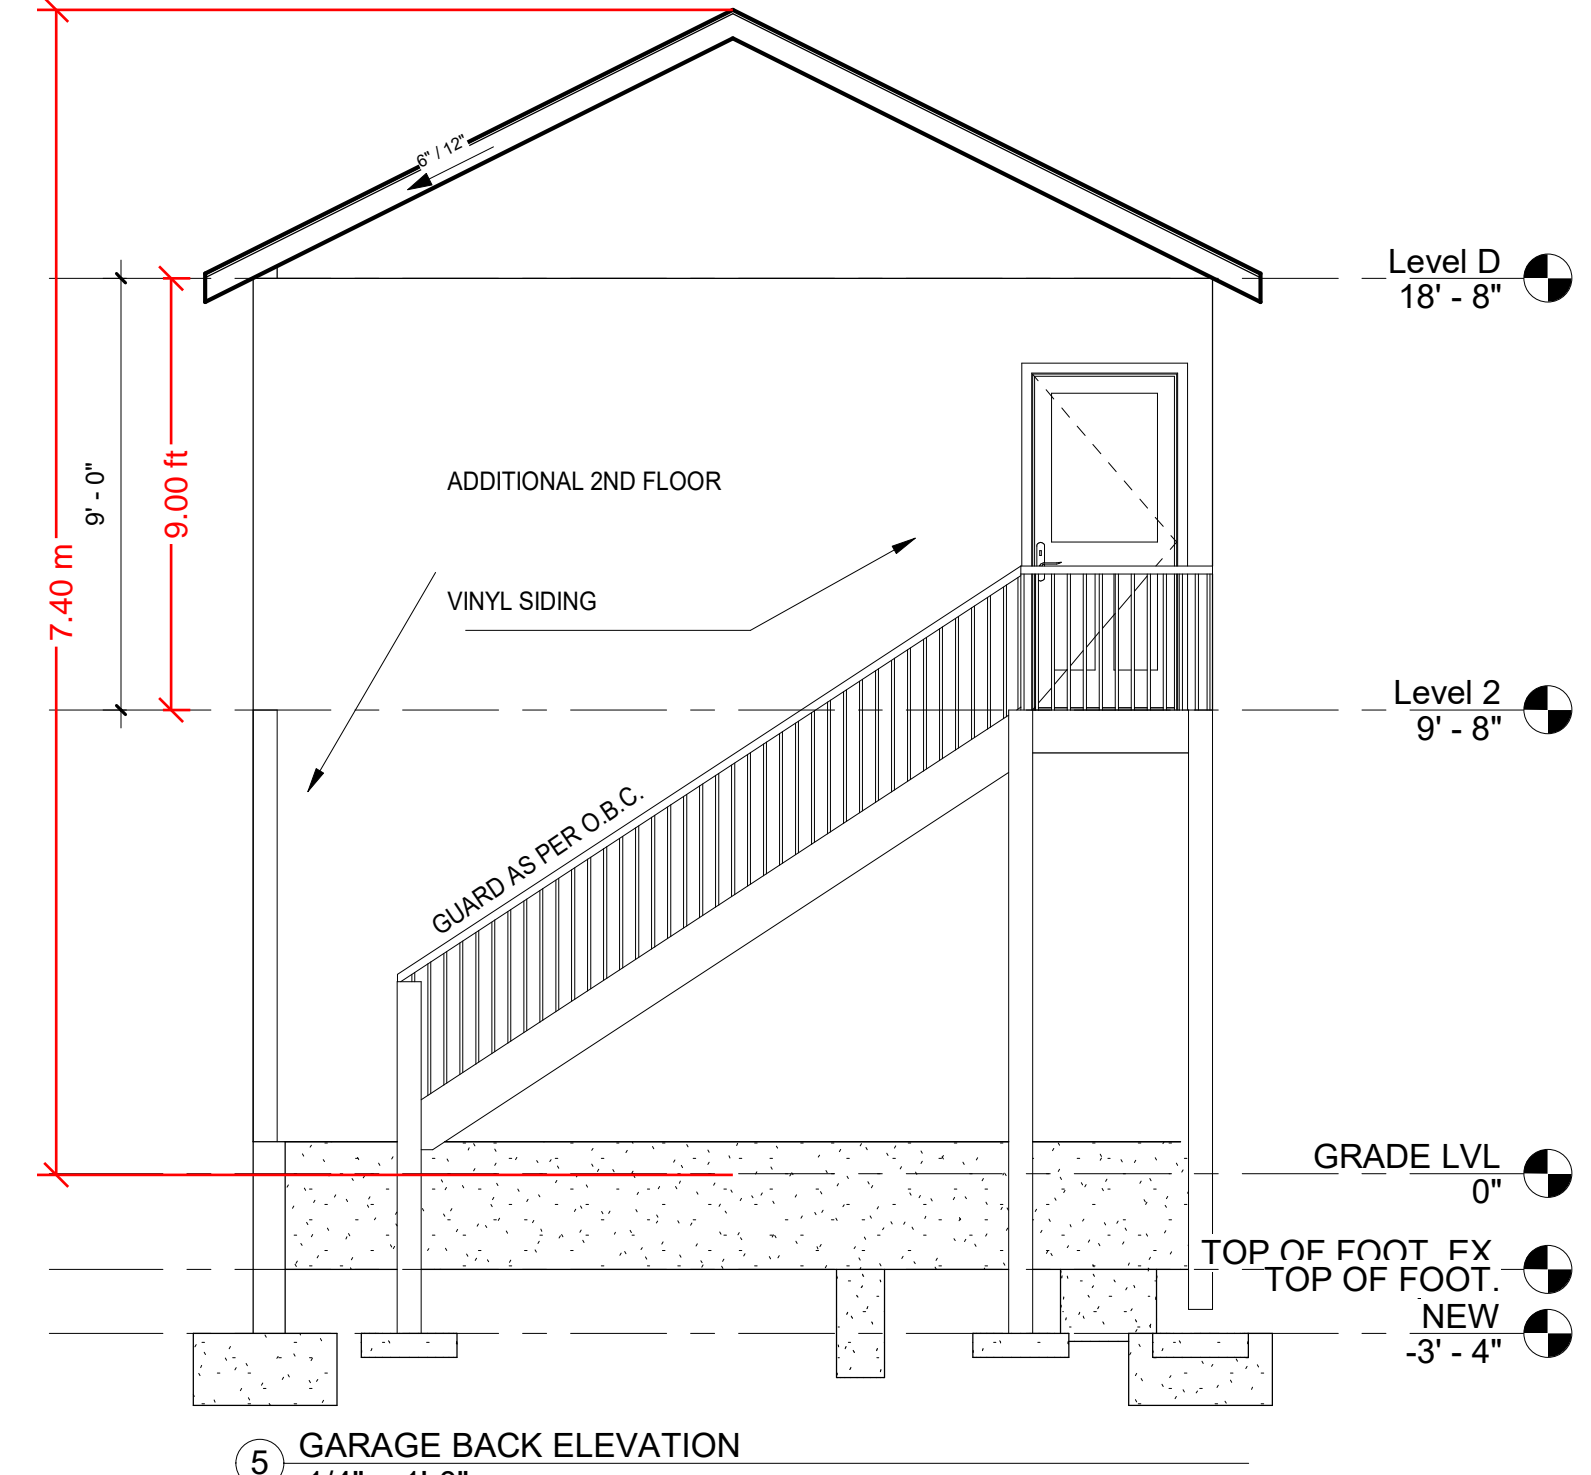 6" / 12"
Level D
18' - 8"
9' - 0"
9.00 ft
7.40 m
ADDITIONAL 2ND FLOOR
VINYL SIDING
Level 2
9' - 8"
GUARD AS PER O.B.C.
GRADE LVL
0"
TOP OF FOOT. EX
TOP OF FOOT.
NEW
-3' - 4"
5
GARAGE BACK ELEVATION